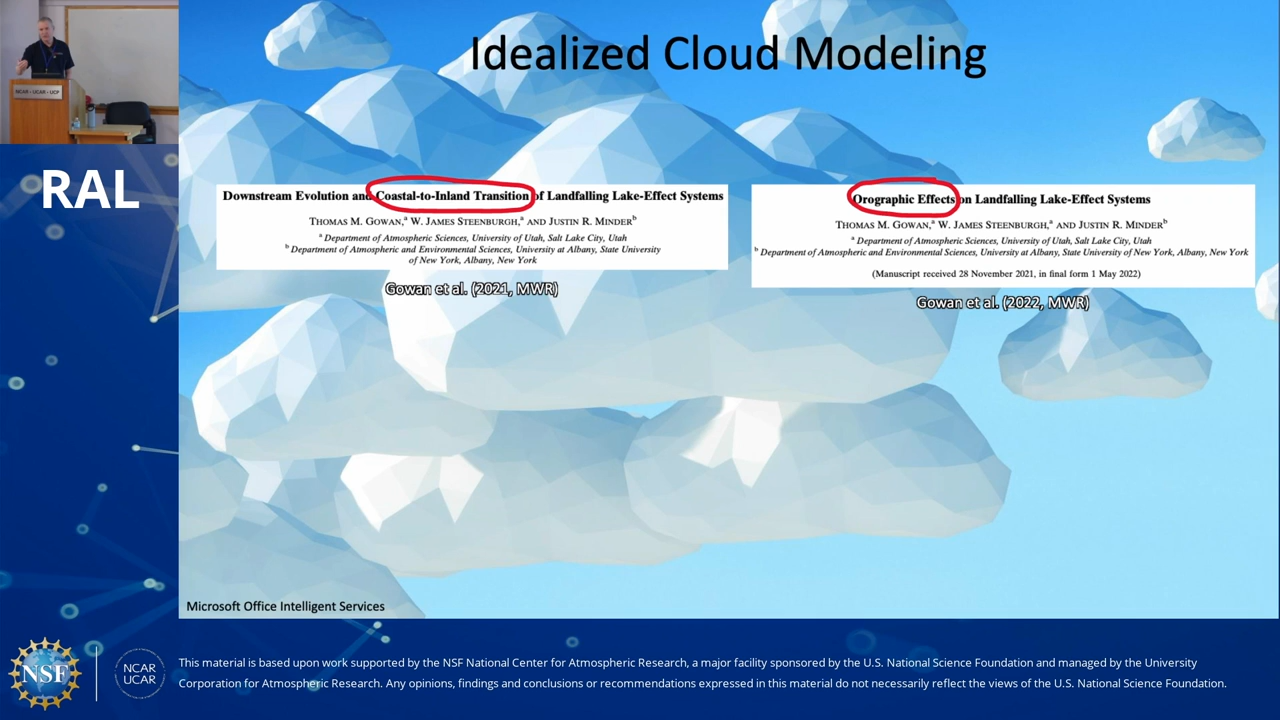 Idealized Cloud Modeling
NCAR - UCAR - UCP
RAL
Downstream Evolution and Coastal-to-Inland Transition of Landfalling Lake-Effect Systems
THOMAS M. GOWAN,a W. JAMES STEENBURGH,a AND JUSTIN R. MINDERb
a Department of Atmospheric Sciences, University of Utah, Salt Lake City, Utah
b Department of Atmospheric and Environmental Sciences, University at Albany, State University
of New York, Albany, New York
Gowan et al. (2021, MWR)
Orographic Effects on Landfalling Lake-Effect Systems
THOMAS M. GOWAN,a W. JAMES STEENBURGH,a AND JUSTIN R. MINDERb
a Department of Atmospheric Sciences, University of Utah, Salt Lake City, Utah
b Department of Atmospheric and Environmental Sciences, University at Albany, State University of New York, Albany, New York
(Manuscript received 28 November 2021, in final form 1 May 2022)
Gowan et al. (2022, MWR)
Microsoft Office Intelligent Services
NSF
NCAR
UCAR
This material is based upon work supported by the NSF National Center for Atmospheric Research, a major facility sponsored by the U.S. National Science Foundation and managed by the University
Corporation for Atmospheric Research. Any opinions, findings and conclusions or recommendations expressed in this material do not necessarily reflect the views of the U.S. National Science Foundation.